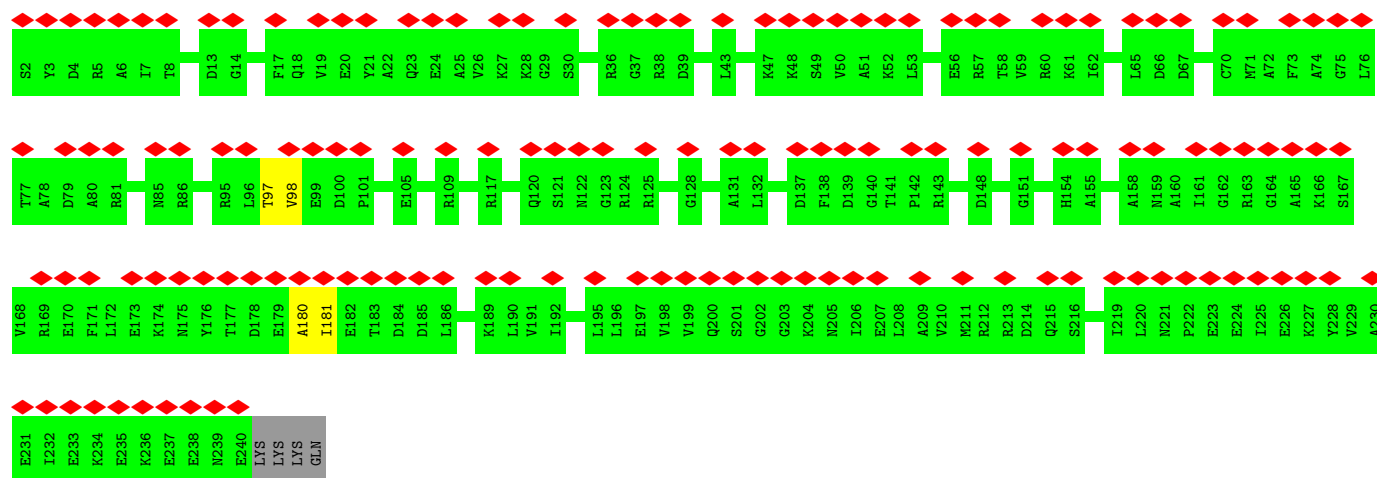 S2 Y3 D4 R5 A6 I7 T8 D13 G14 F17 Q18 V19 E20 Y21 A22 Q23 E24 A25 V26 K27 K28 G29 S30 R36 G37 R38 D39 L43 K47 K48 S49 V50 A51 K52 L53 E56 R57 T58 V59 R60 K61 I62 L65 D66 D67 C70 M71 A72 F73 A74 G75 L76
T77 A78 D79 A80 R81 N85 R86 R95 L96 T97 V98 E99 D100 P101 E105 R109 R117 Q120 S121 N122 G123 R124 R125 G128 A131 L132 D137 F138 D139 G140 T141 P142 R143 D148 G151 H154 A155 A158 N159 A160 I161 G162 R163 G164 A165 K166 S167
V168 R169 E170 F171 L172 E173 K174 N175 Y176 T177 D178 E179 A180 I181 E182 T183 D184 D185 L186 K189 L190 V191 I192 L195 L196 E197 V198 V199 Q200 S201 G202 G203 K204 N205 I206 E207 L208 A209 V210 M211 R212 R213 D214 Q215 S216 I219 L220 N221 P222 E223 E224 I225 E226 K227 Y228 V229 A230
E231 I232 E233 K234 E235 K236 E237 E238 N239 E240 LYS LYS LYS GLN